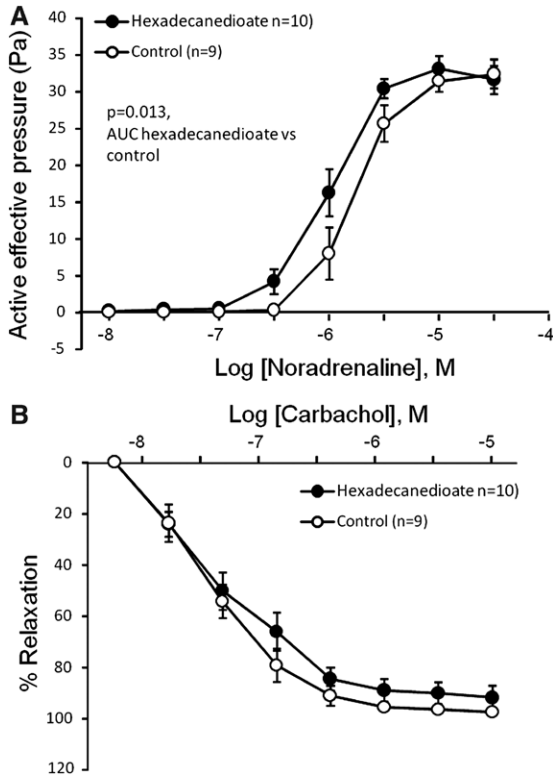 A
Active effective pressure (Pa)
40
35
30
25
20
15
10
5
0
-5
Hexadecanedioate n=10)
Control (n=9)
p=0.013,
AUC hexadecanedioate vs
control
-8
-7
-6
-5
-4
Log [Noradrenaline], M
B
Log [Carbachol], M
-8
-7
-6
-5
% Relaxation
0
20
40
60
80
100
120
Hexadecanedioate n=10)
Control (n=9)